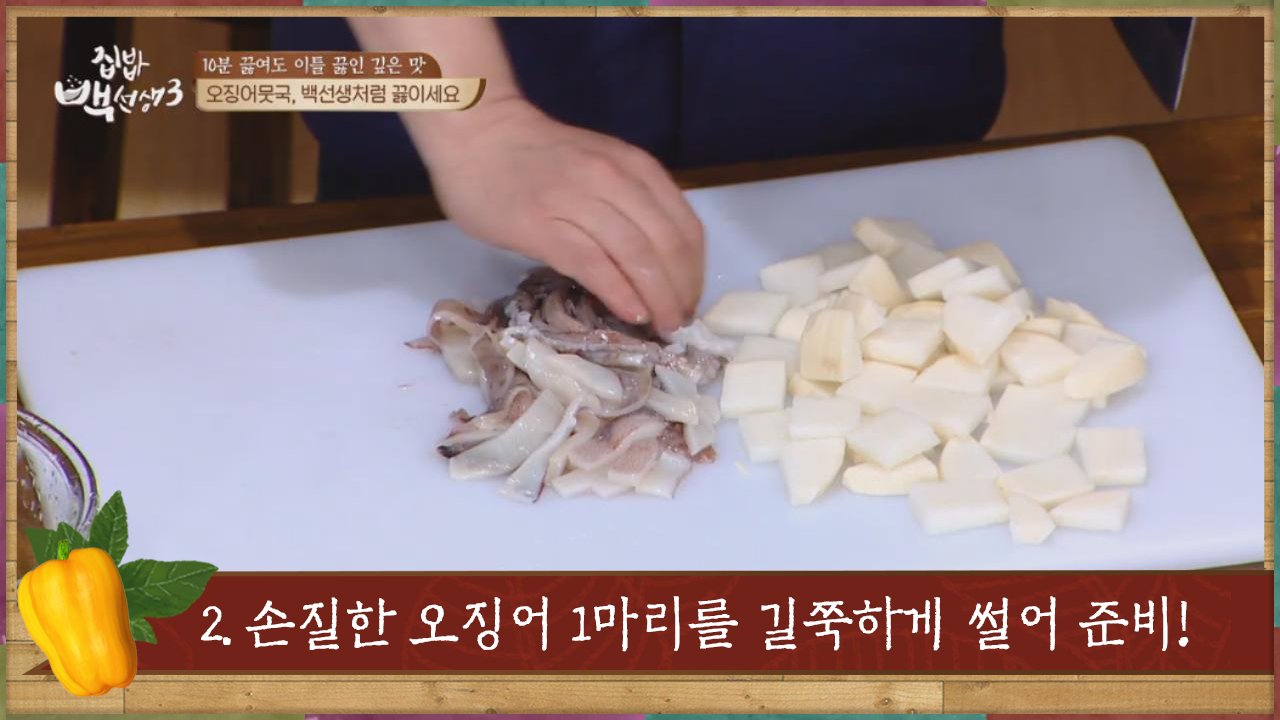 집밥
백선생3
10분 끓여도 이틀 끓인 깊은 맛
오징어뭇국, 백선생처럼 끓이세요
2. 손질한 오징어 1마리를 길쭉하게 썰어 준비!